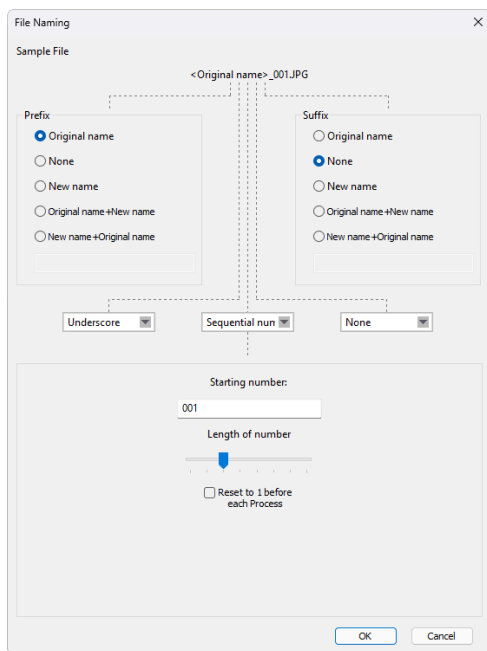 File Naming
Sample File
<Original name>_001.JPG
Prefix
Original name
None
New name
Original name+New name
New name+Original name
Suffix
Original name
None
New name
Original name+New name
New name+Original name
Underscore
Sequential nun
None
Starting number:
001
Length of number
Reset to 1 before
each Process
OK
Cancel